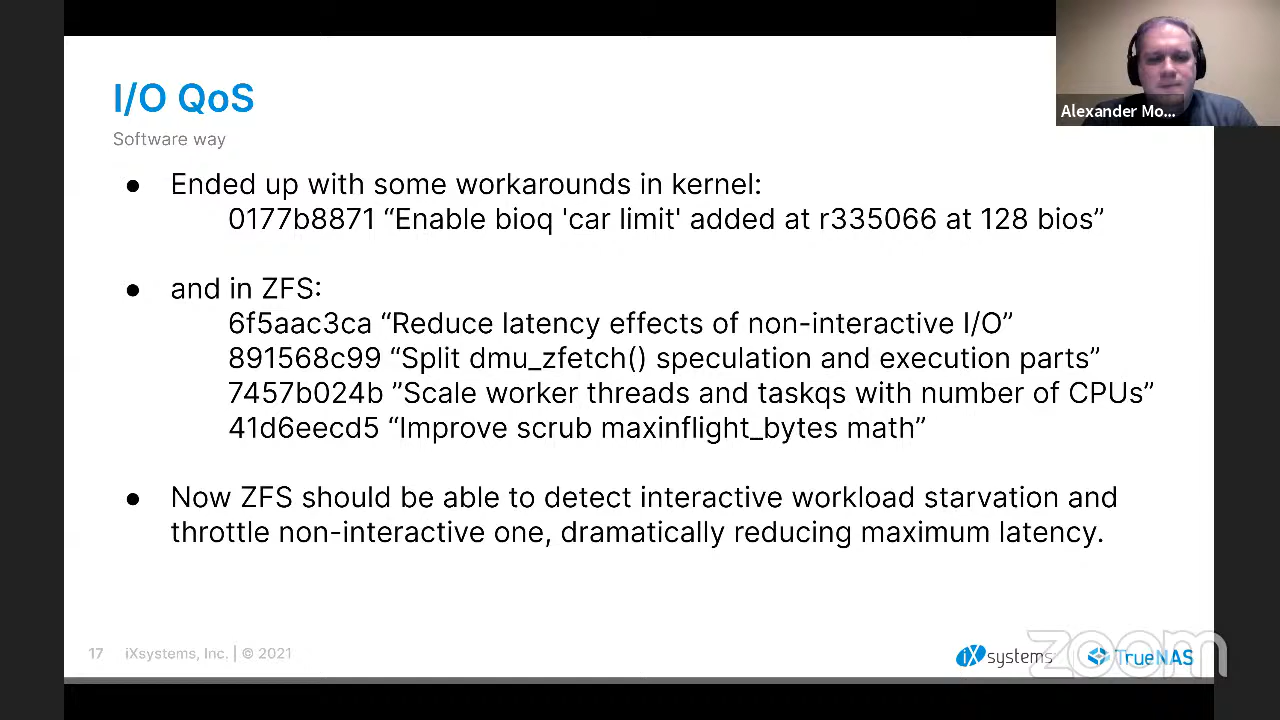 I/O QoS
Software way
Alexander Mo...
● Ended up with some workarounds in kernel:
0177b8871 “Enable bioq 'car limit' added at r335066 at 128 bios”
● and in ZFS:
6f5aac3ca “Reduce latency effects of non-interactive I/O”
891568c99 “Split dmu_zfetch() speculation and execution parts”
7457b024b ”Scale worker threads and taskqs with number of CPUs”
41d6eecd5 “Improve scrub maxinflight_bytes math”
● Now ZFS should be able to detect interactive workload starvation and
throttle non-interactive one, dramatically reducing maximum latency.
17 iXsystems, Inc. | © 2021
iXsystems TrueNAS
zoom